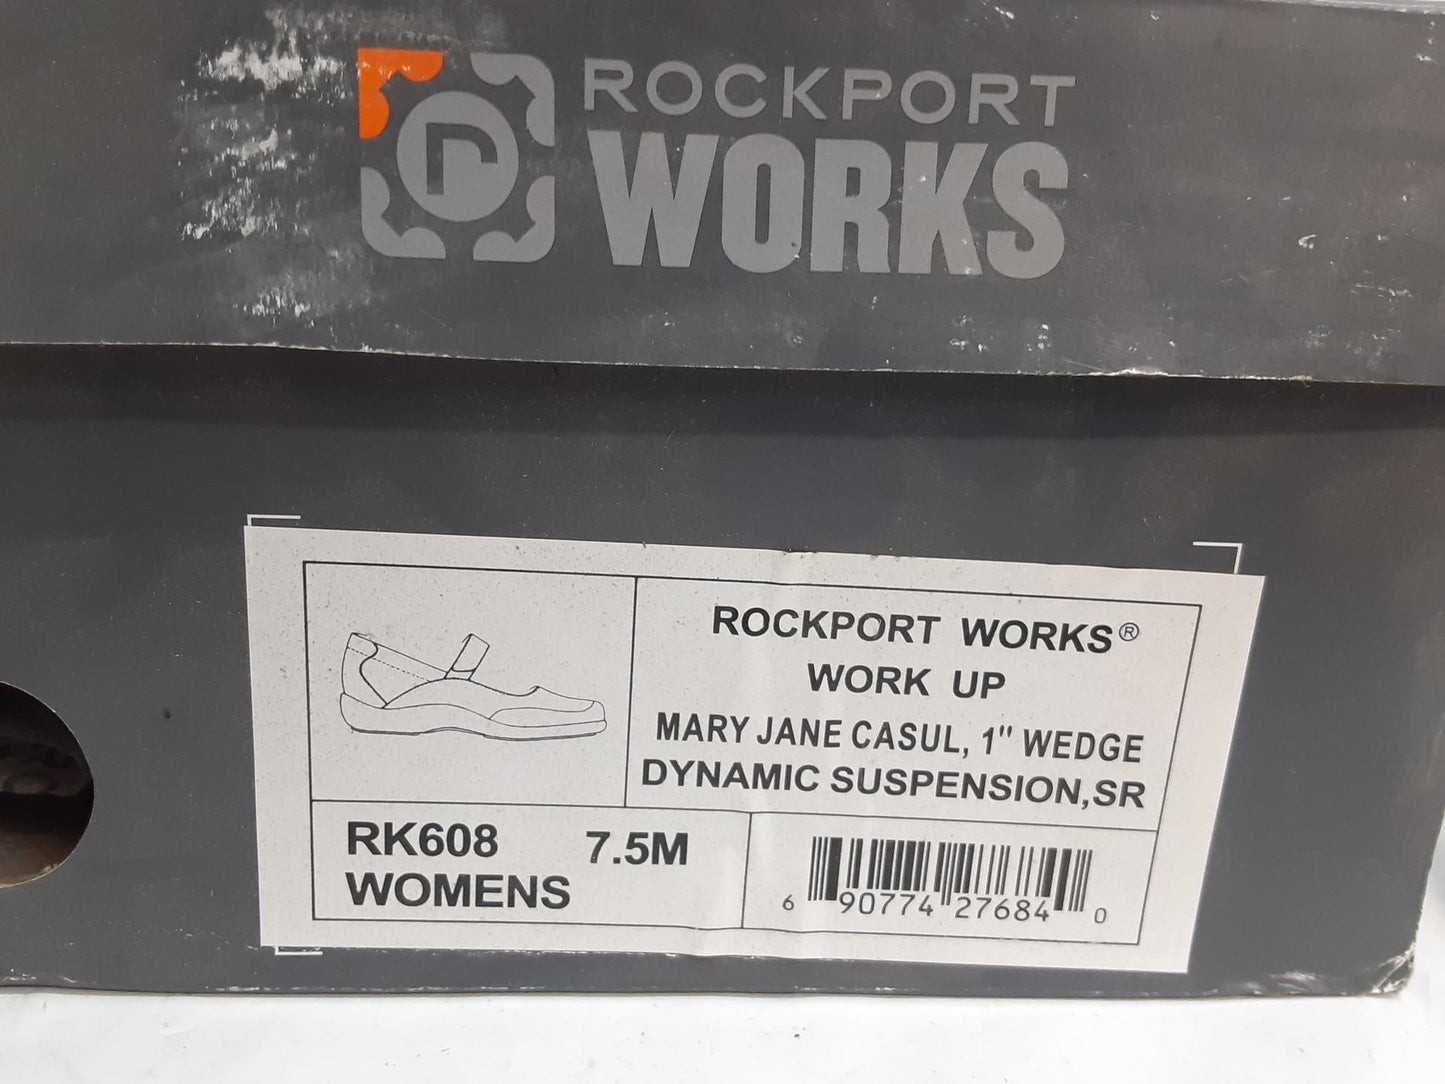 ROCKPORT
WORKS
ROCKPORT WORKS®
WORK UP
MARY JANE CASUL, 1" WEDGE
DYNAMIC SUSPENSION,SR
RK608 7.5M
WOMENS
6 90774 27684 0